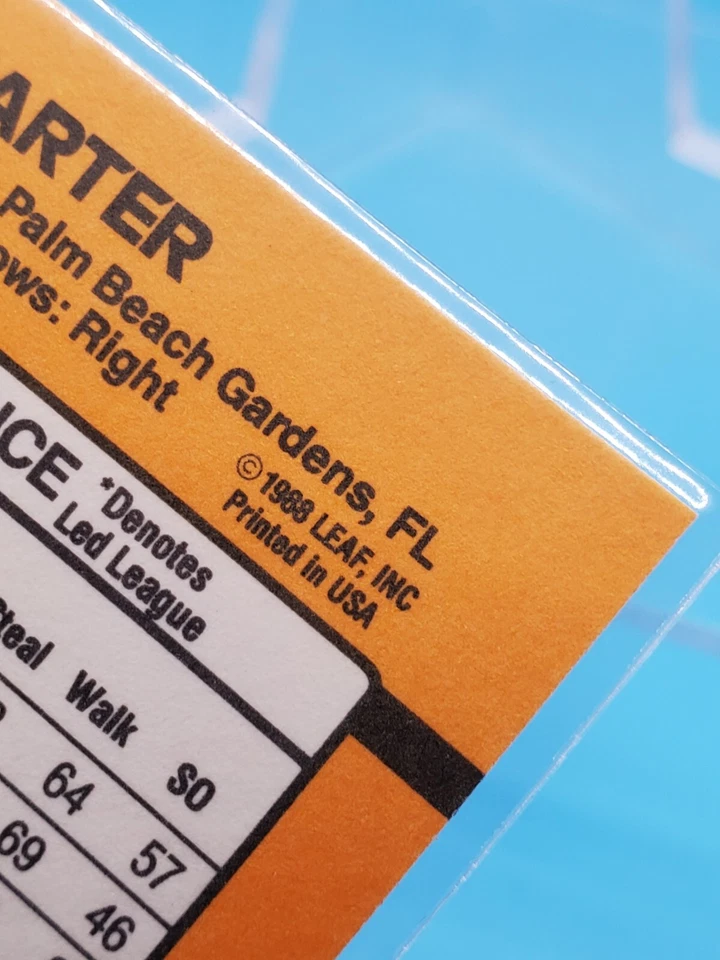 ARTER
Palm Beach Gardens, FL
ows: Right
©1988 LEAF, INC
Printed in USA
ICE *Denotes
Led League
teal Walk SO
64 57
69 46